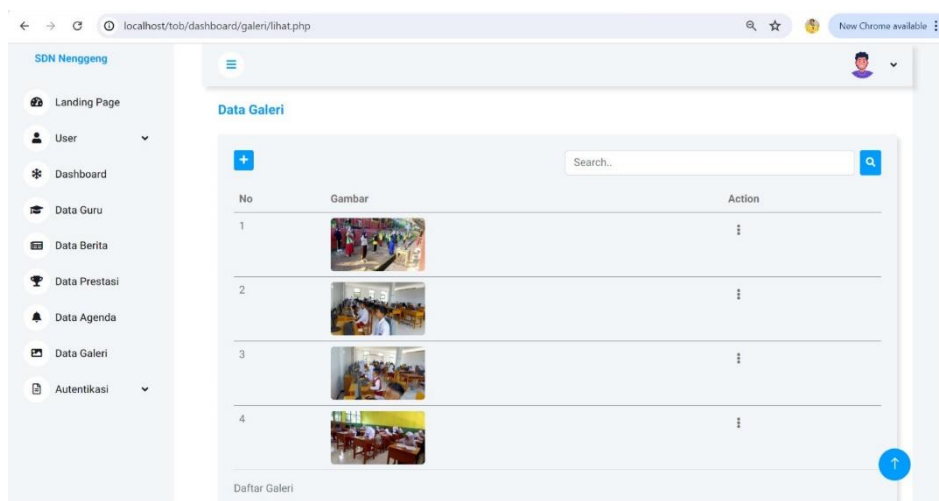 localhost/tob/dashboard/galeri/lihat.php
New Chrome available
SDN Nenggeng
Landing Page
User
Dashboard
Data Guru
Data Berita
Data Prestasi
Data Agenda
Data Galeri
Autentikasi
Data Galeri
Search..
No Gambar Action
1
2
3
4
Daftar Galeri